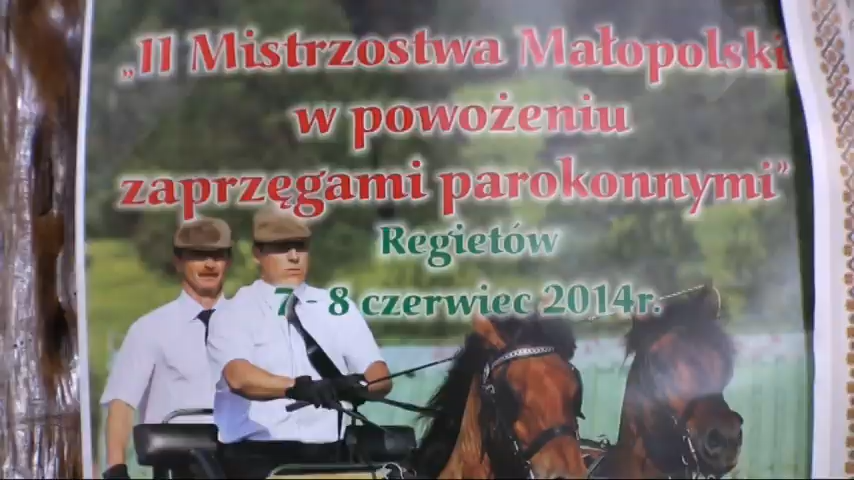 „II Mistrzostwa Małopolski
w powożeniu
zaprzęgami parokonnymi”
Regietów
7 - 8 czerwiec 2014r.